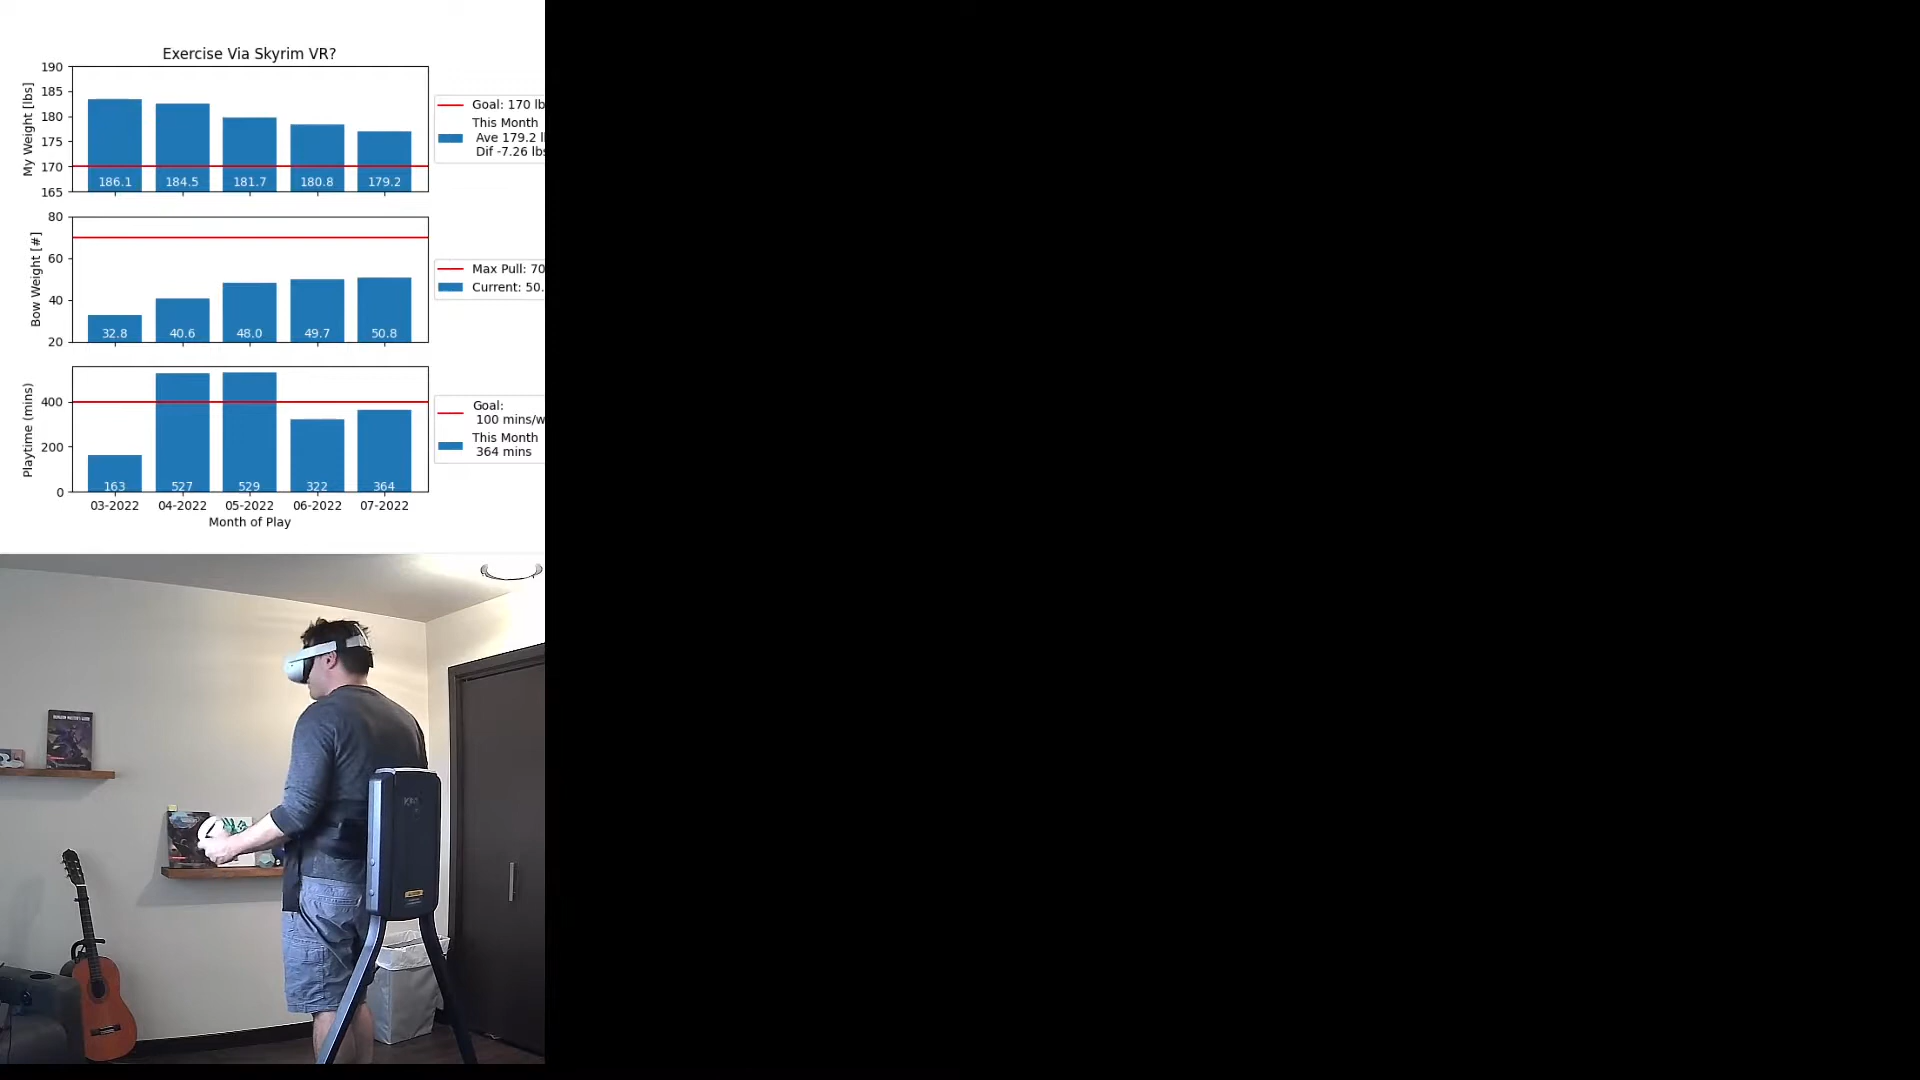 Exercise Via Skyrim VR?
My Weight [lbs]
190
185
180
175
170
165
186.1 184.5 181.7 180.8 179.2
Goal: 170 lb
This Month
Ave 179.2 l
Dif -7.26 lbs
Bow Weight [#]
80
60
40
20
32.8 40.6 48.0 49.7 50.8
Max Pull: 70
Current: 50.
Playtime (mins)
400
200
0
163 527 529 322 364
Goal:
100 mins/w
This Month
364 mins
03-2022 04-2022 05-2022 06-2022 07-2022
Month of Play
DUNGEON MASTER'S GUIDE